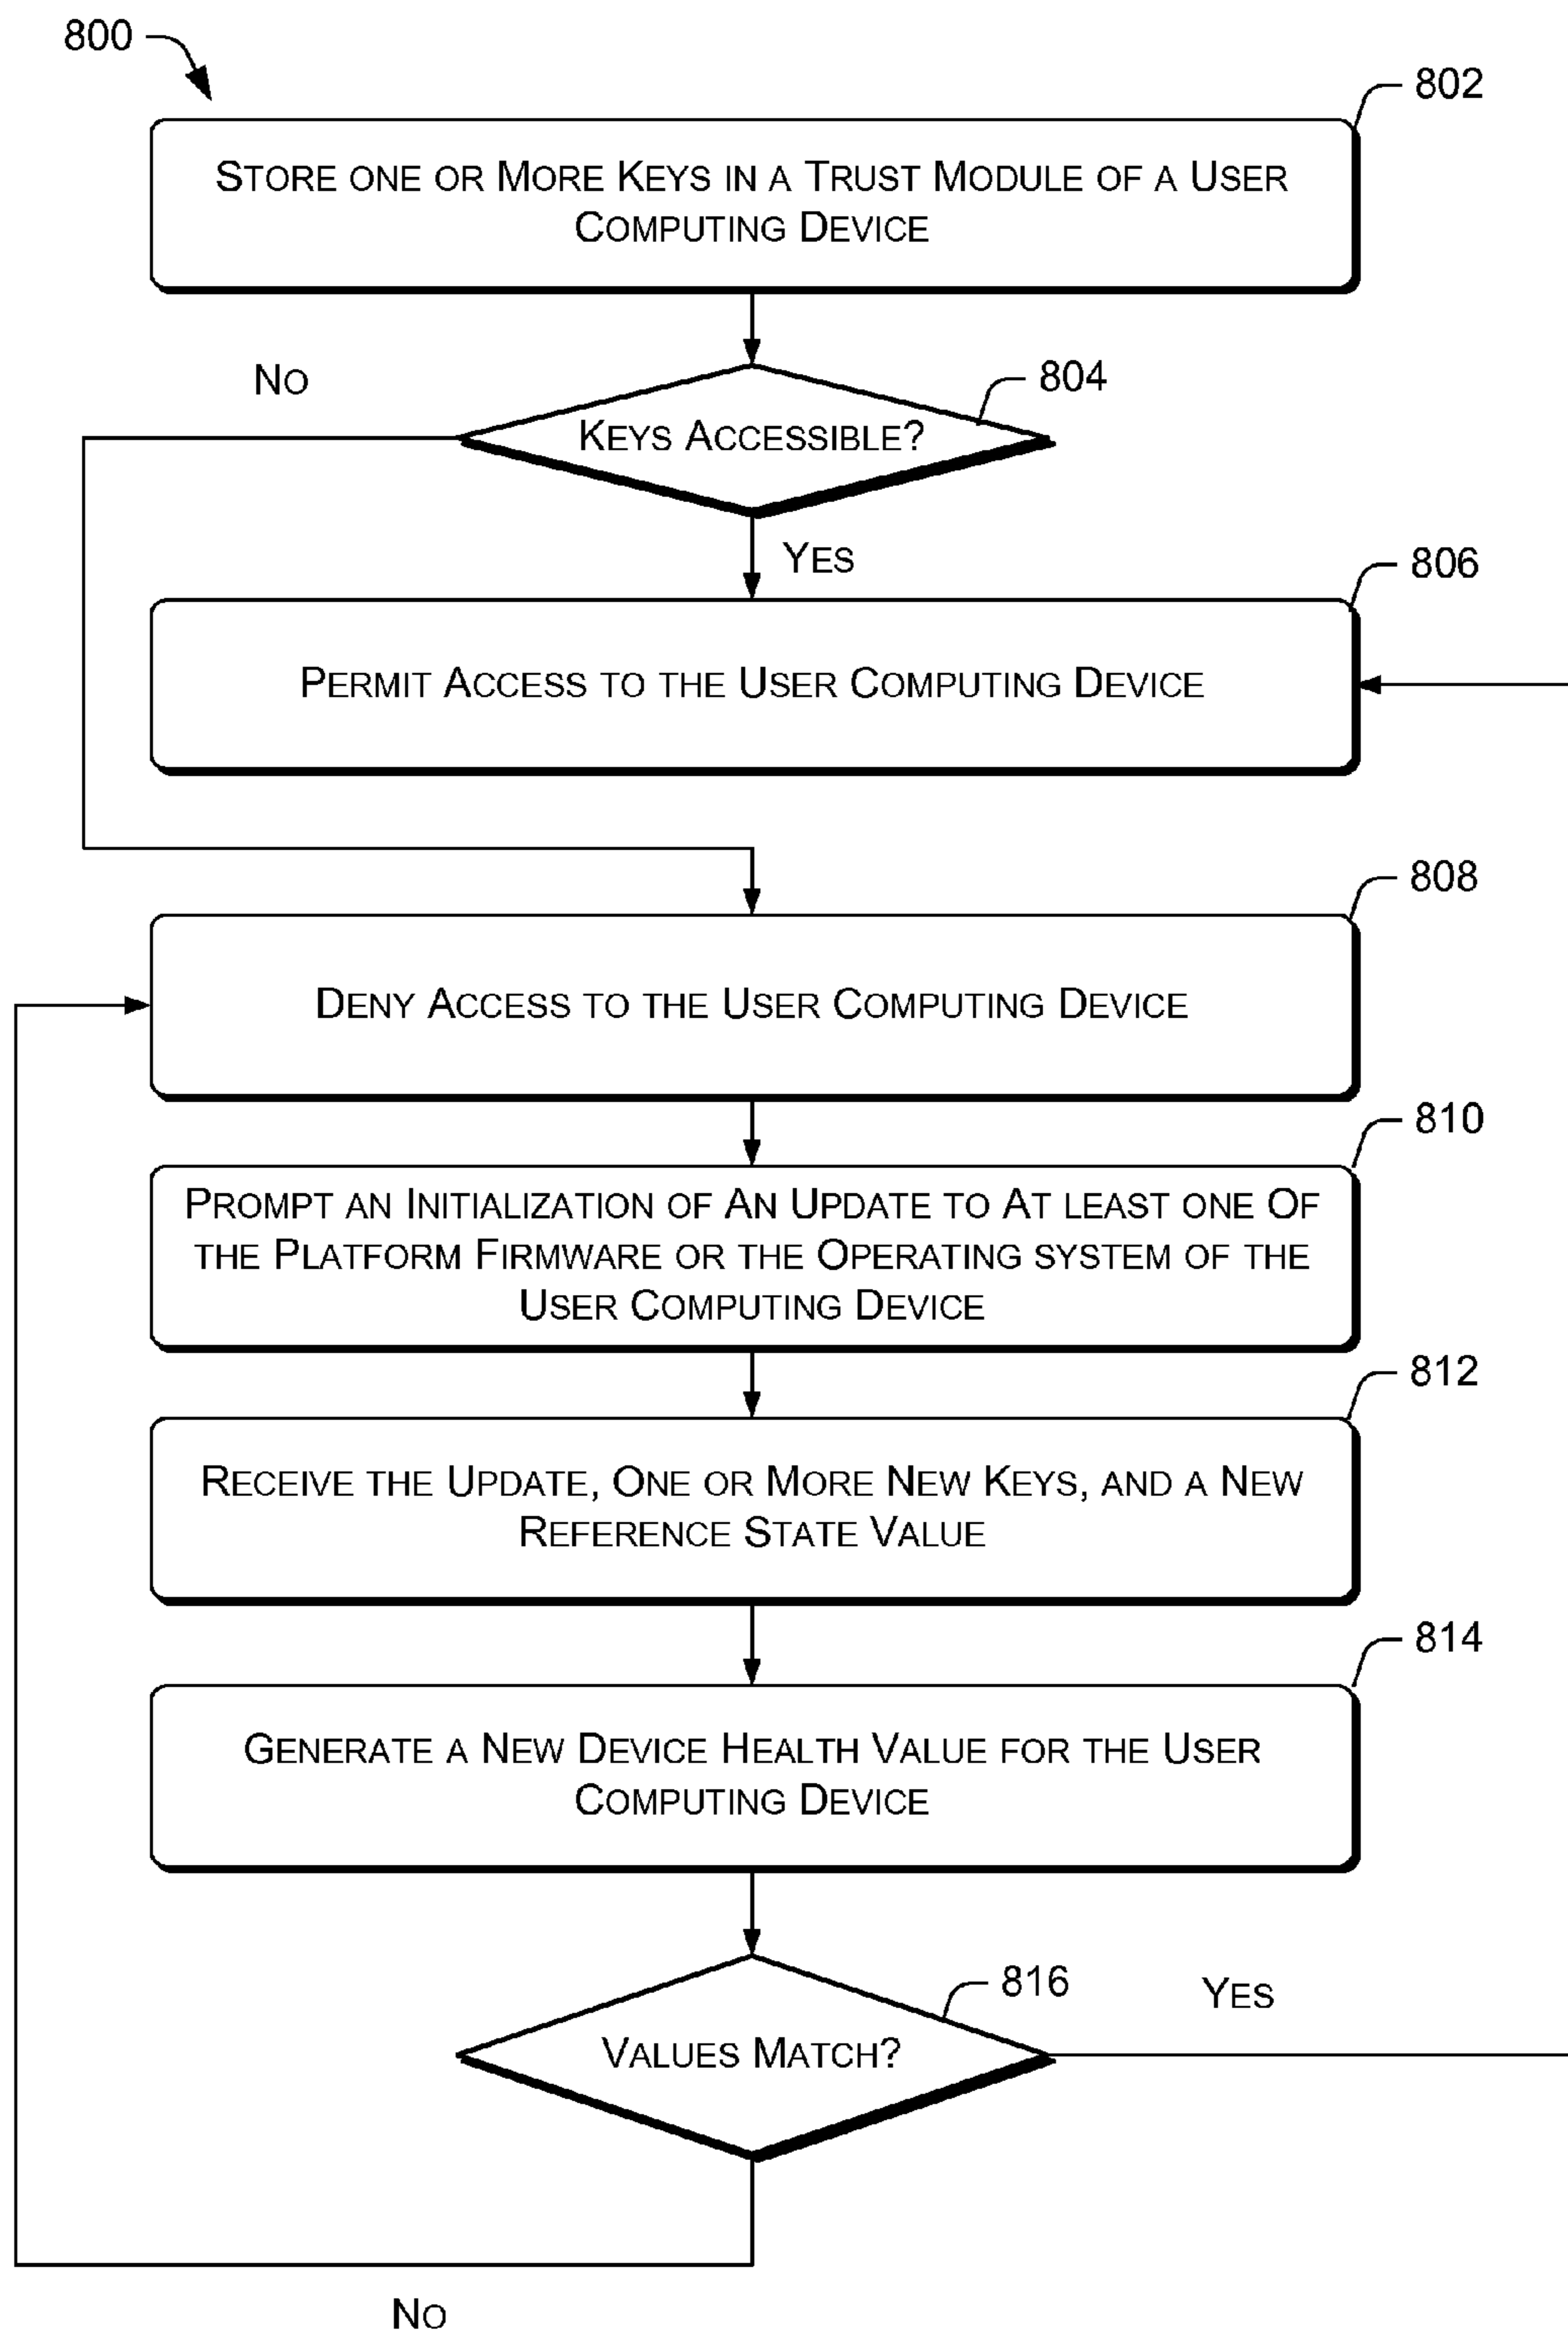 800
802
STORE ONE OR MORE KEYS IN A TRUST MODULE OF A USER
COMPUTING DEVICE
NO
804
KEYS ACCESSIBLE?
YES
806
PERMIT ACCESS TO THE USER COMPUTING DEVICE
808
DENY ACCESS TO THE USER COMPUTING DEVICE
810
PROMPT AN INITIALIZATION OF AN UPDATE TO AT LEAST ONE OF
THE PLATFORM FIRMWARE OR THE OPERATING SYSTEM OF THE
USER COMPUTING DEVICE
812
RECEIVE THE UPDATE, ONE OR MORE NEW KEYS, AND A NEW
REFERENCE STATE VALUE
814
GENERATE A NEW DEVICE HEALTH VALUE FOR THE USER
COMPUTING DEVICE
816
YES
VALUES MATCH?
NO